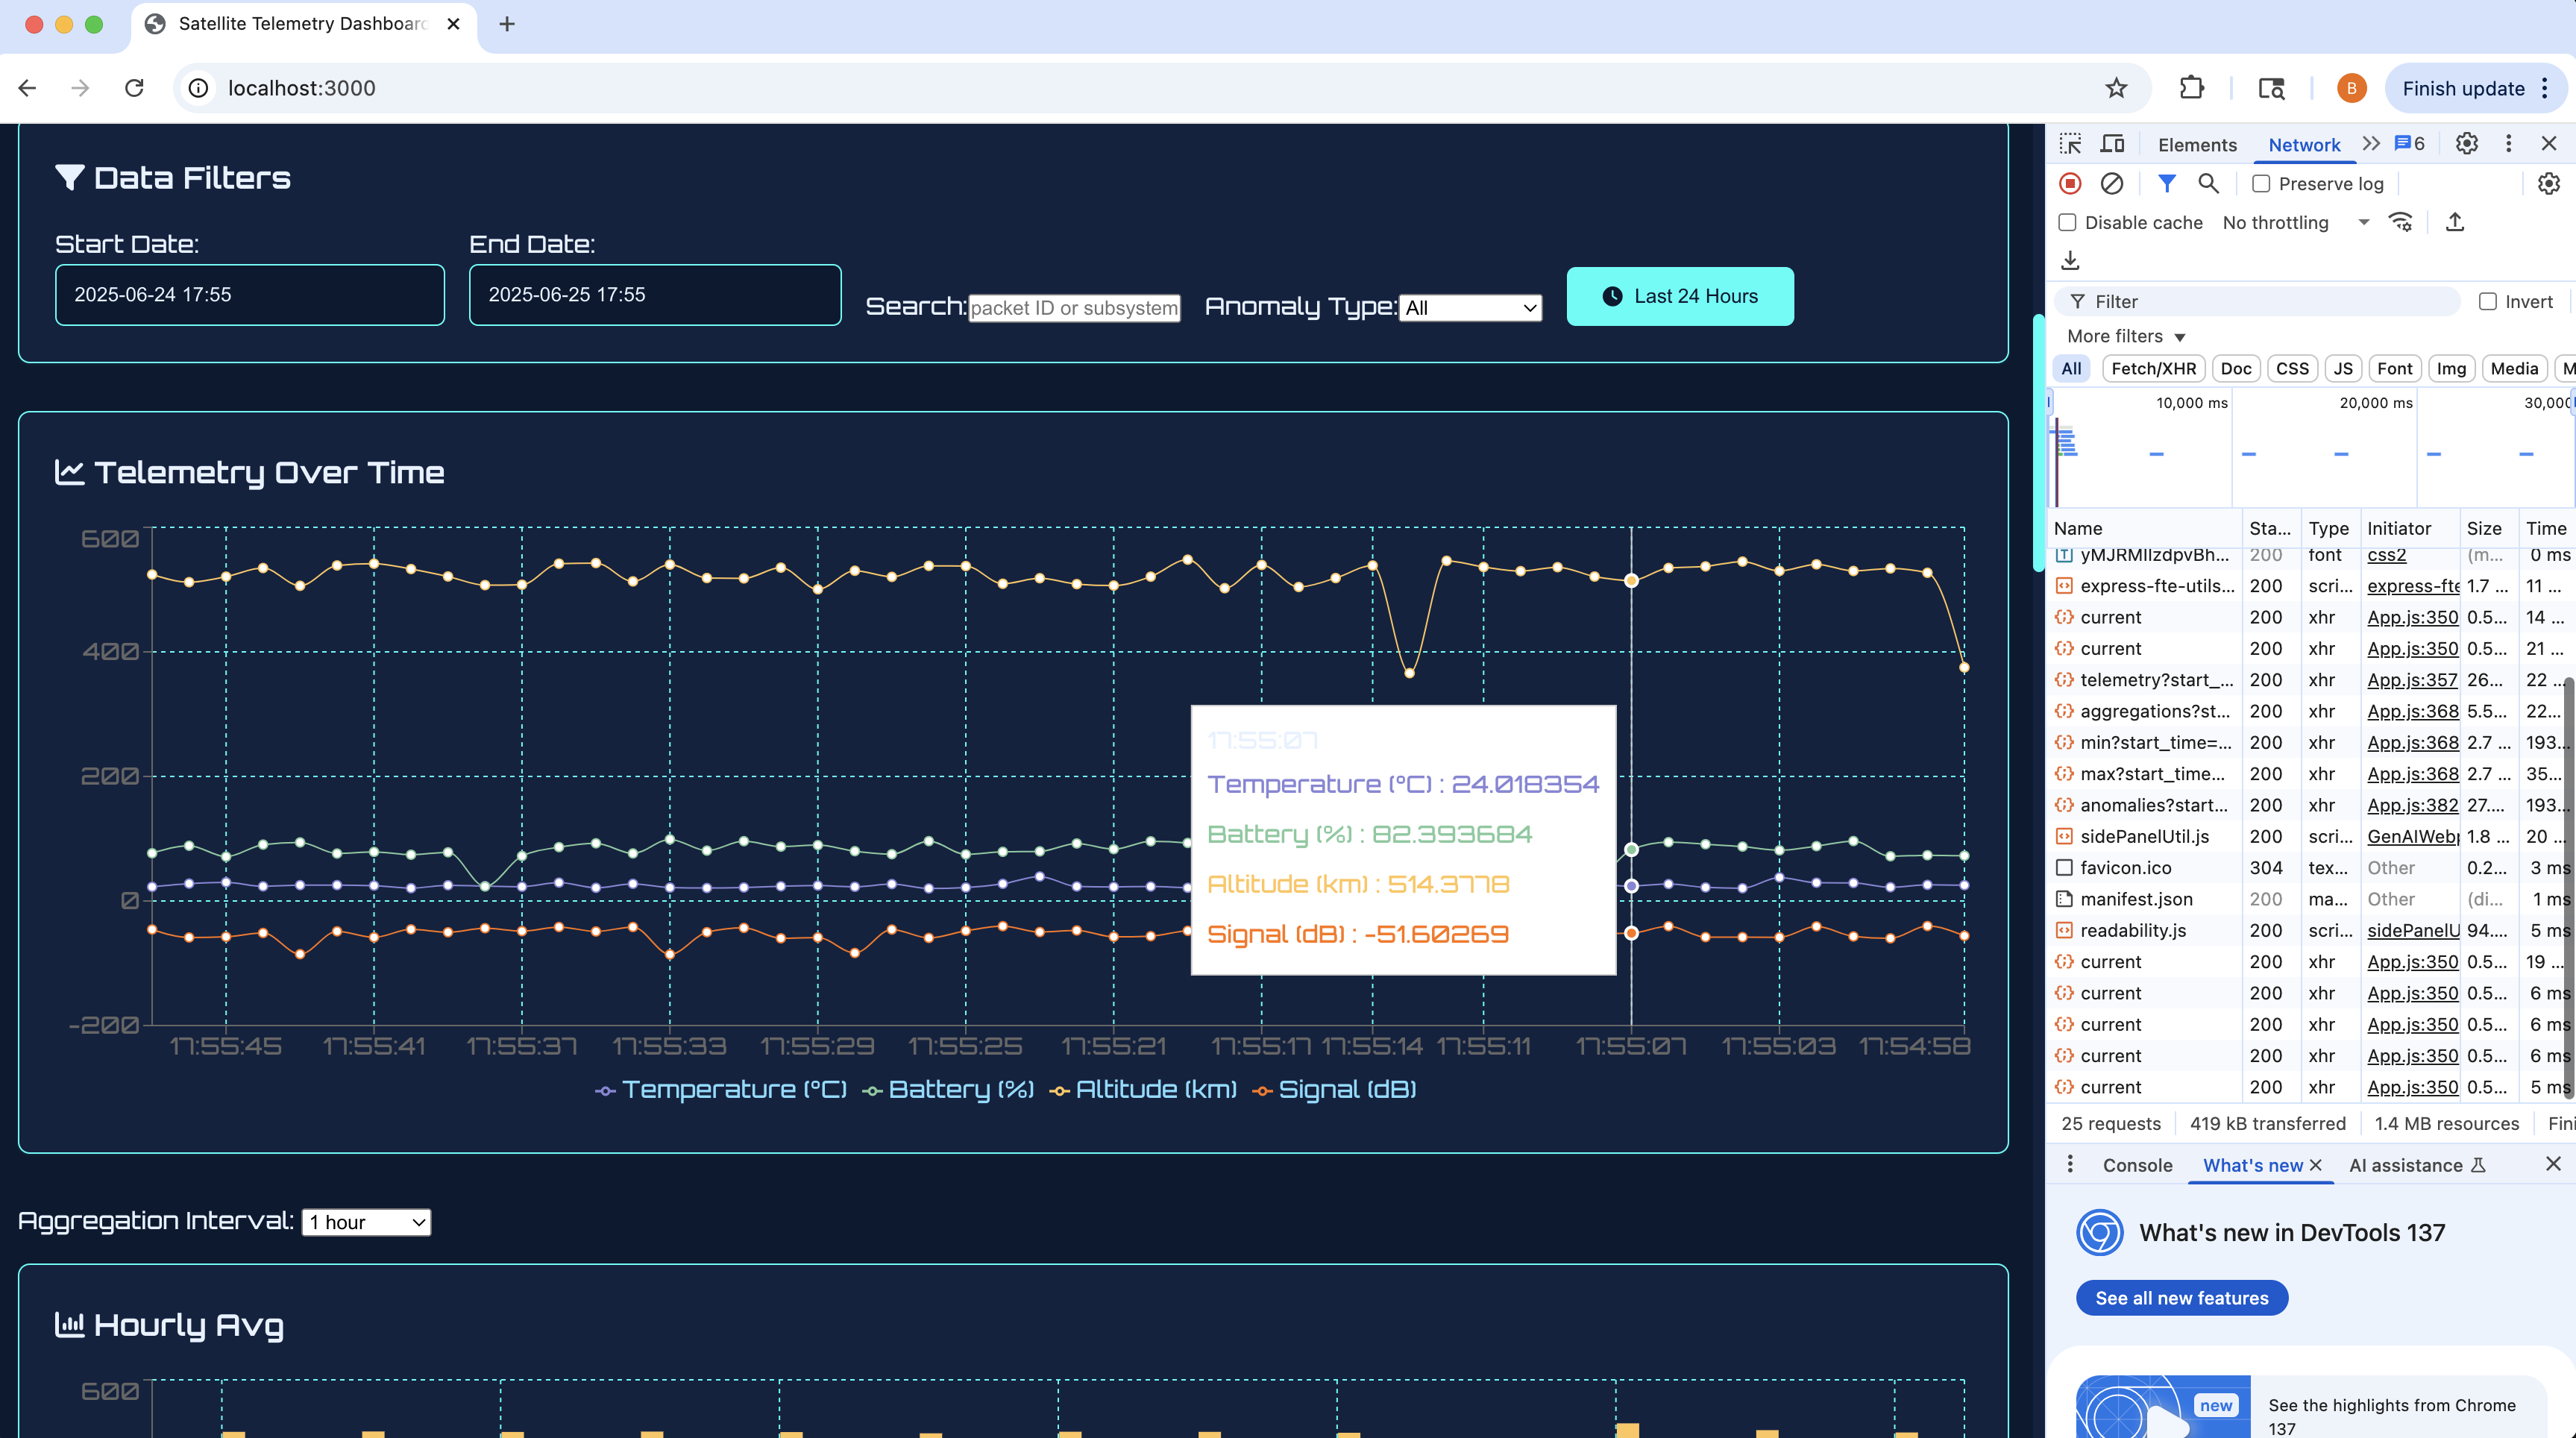 Satellite Telemetry Dashboard
localhost:3000
B
Finish update
Data Filters
Start Date:
End Date:
2025-06-24 17:55
2025-06-25 17:55
Search:
packet ID or subsystem
Anomaly Type:
All
Last 24 Hours
Telemetry Over Time
600
400
200
0
-200
17:55:07
Temperature (°C) : 24.018354
Battery (%) : 82.393684
Altitude (km) : 514.3778
Signal (dB) : -51.60269
17:55:45 17:55:41 17:55:37 17:55:33 17:55:29 17:55:25 17:55:21 17:55:17 17:55:14 17:55:11 17:55:07 17:55:03 17:54:58
Temperature (°C) Battery (%) Altitude (km) Signal (dB)
Aggregation Interval: 1 hour
Hourly Avg
600
Elements Network 6
Preserve log
Disable cache No throttling
Filter Invert
More filters
All Fetch/XHR Doc CSS JS Font Img Media M
10,000 ms 20,000 ms 30,000
Name Sta... Type Initiator Size Time
yMJRMIIzdpvBh... 200 font css2 (m... 0 ms
express-fte-utils... 200 scri... express-fte 1.7 ... 11 ...
current 200 xhr App.js:350 0.5... 14 ...
current 200 xhr App.js:350 0.5... 21 ...
telemetry?start_... 200 xhr App.js:357 26... 22 ...
aggregations?st... 200 xhr App.js:368 5.5... 22...
min?start_time=... 200 xhr App.js:368 2.7 ... 193...
max?start_time... 200 xhr App.js:368 2.7 ... 35...
anomalies?start... 200 xhr App.js:382 27.... 193...
sidePanelUtil.js 200 scri... GenAIWebp 1.8 ... 20 ...
favicon.ico 304 tex... Other 0.2... 3 ms
manifest.json 200 ma... Other (di... 1 ms
readability.js 200 scri... sidePanelU 94.... 5 ms
current 200 xhr App.js:350 0.5... 19 ...
current 200 xhr App.js:350 0.5... 6 ms
current 200 xhr App.js:350 0.5... 6 ms
current 200 xhr App.js:350 0.5... 6 ms
current 200 xhr App.js:350 0.5... 5 ms
25 requests 419 kB transferred 1.4 MB resources Fini
Console What's new AI assistance
What's new in DevTools 137
See all new features
new
See the highlights from Chrome
137